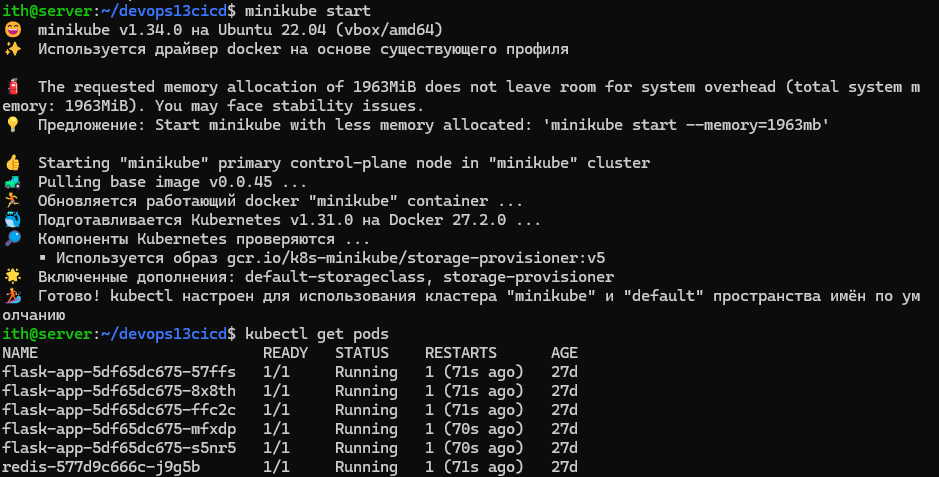 ith@server:~/devops13cicd$ minikube start
😄  minikube v1.34.0 на Ubuntu 22.04 (vbox/amd64)
✨  Используется драйвер docker на основе существующего профиля
🧯  The requested memory allocation of 1963MiB does not leave room for system overhead (total system m
emory: 1963MiB). You may face stability issues.
💡  Предложение: Start minikube with less memory allocated: 'minikube start --memory=1963mb'
👍  Starting "minikube" primary control-plane node in "minikube" cluster
🚜  Pulling base image v0.0.45 ...
🏃  Обновляется работающий docker "minikube" container ...
🐳  Подготавливается Kubernetes v1.31.0 на Docker 27.2.0 ...
🔎  Компоненты Kubernetes проверяются ...
    ▪ Используется образ gcr.io/k8s-minikube/storage-provisioner:v5
🌟  Включенные дополнения: default-storageclass, storage-provisioner
🏄  Готово! kubectl настроен для использования кластера "minikube" и "default" пространства имён по ум
олчанию
ith@server:~/devops13cicd$ kubectl get pods
NAME                         READY   STATUS    RESTARTS      AGE
flask-app-5df65dc675-57ffs   1/1     Running   1 (71s ago)   27d
flask-app-5df65dc675-8x8th   1/1     Running   1 (71s ago)   27d
flask-app-5df65dc675-ffc2c   1/1     Running   1 (71s ago)   27d
flask-app-5df65dc675-mfxdp   1/1     Running   1 (70s ago)   27d
flask-app-5df65dc675-s5nr5   1/1     Running   1 (70s ago)   27d
redis-577d9c666c-j9g5b       1/1     Running   1 (71s ago)   27d